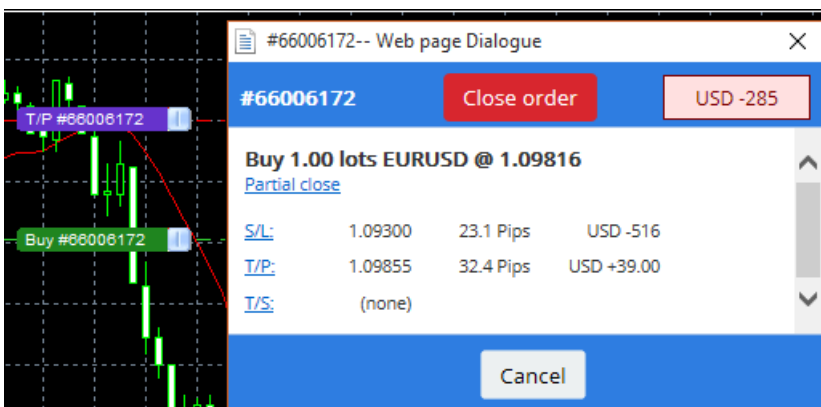 #66006172-- Web page Dialogue
#66006172 Close order USD -285
T/P #66006172
Buy 1.00 lots EURUSD @ 1.09816
Partial close
Buy #66006172
S/L: 1.09300 23.1 Pips USD -516
T/P: 1.09855 32.4 Pips USD +39.00
T/S: (none)
Cancel